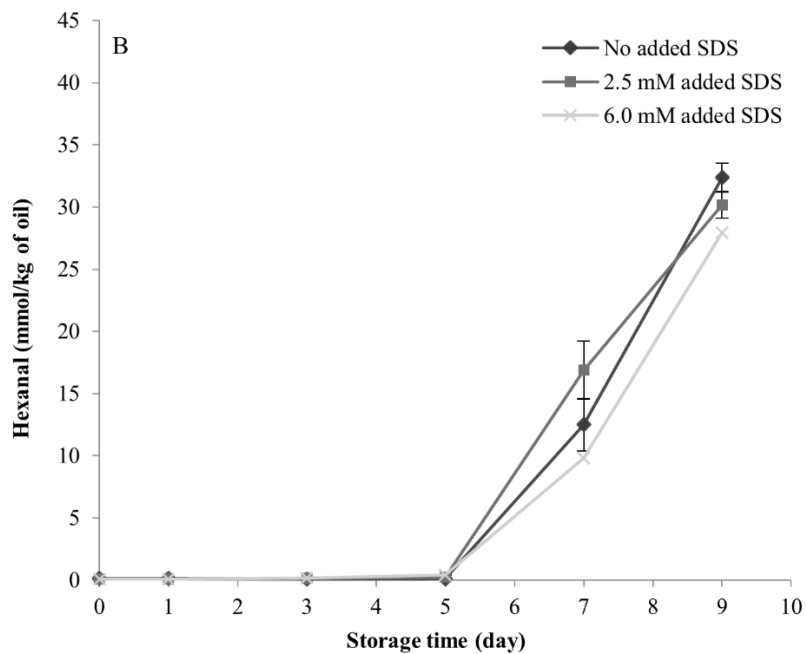 B
No added SDS
2.5 mM added SDS
6.0 mM added SDS
Hexanal (mmol/kg of oil)
45
40
35
30
25
20
15
10
5
0
0 1 2 3 4 5 6 7 8 9 10
Storage time (day)